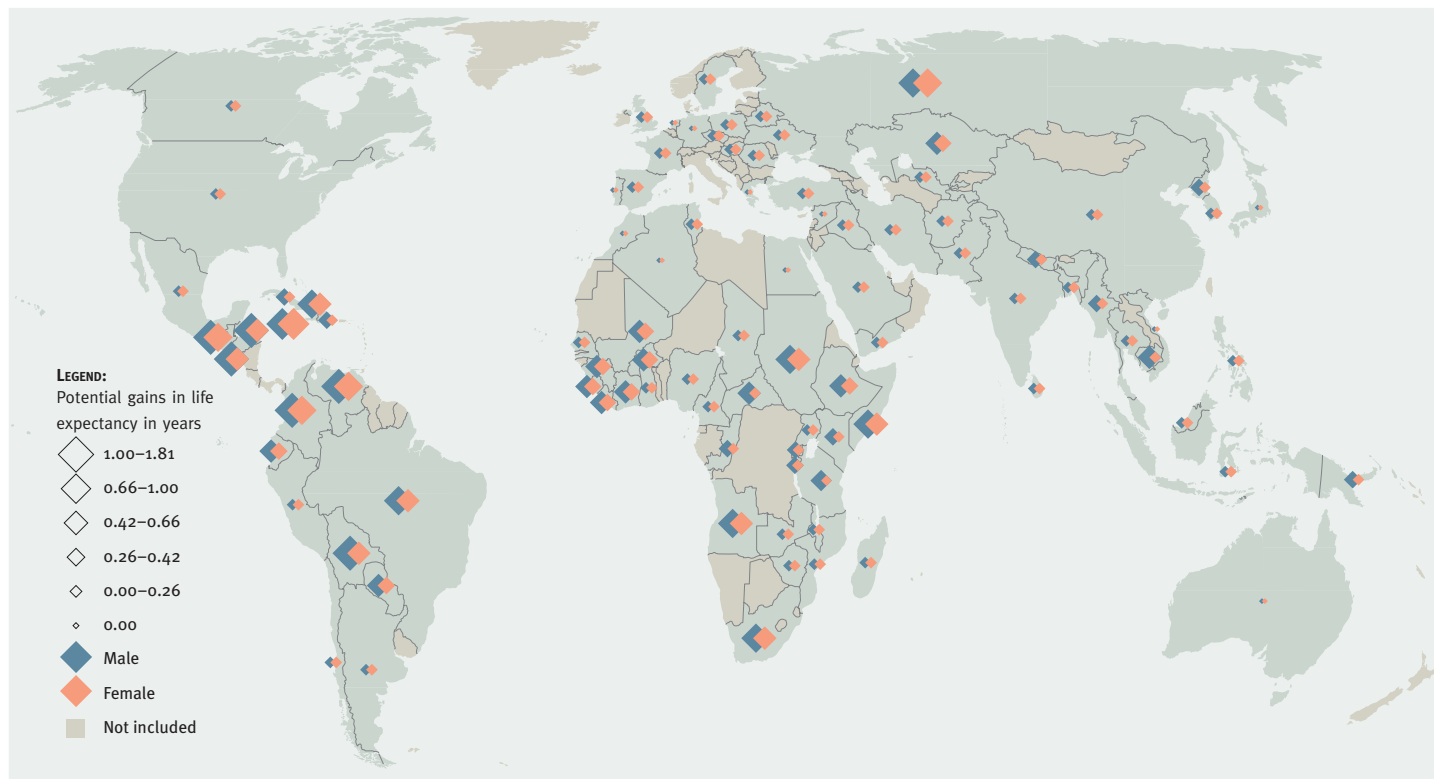 LEGEND:
Potential gains in life
expectancy in years
1.00–1.81
0.66–1.00
0.42–0.66
0.26–0.42
0.00–0.26
0.00
Male
Female
Not included